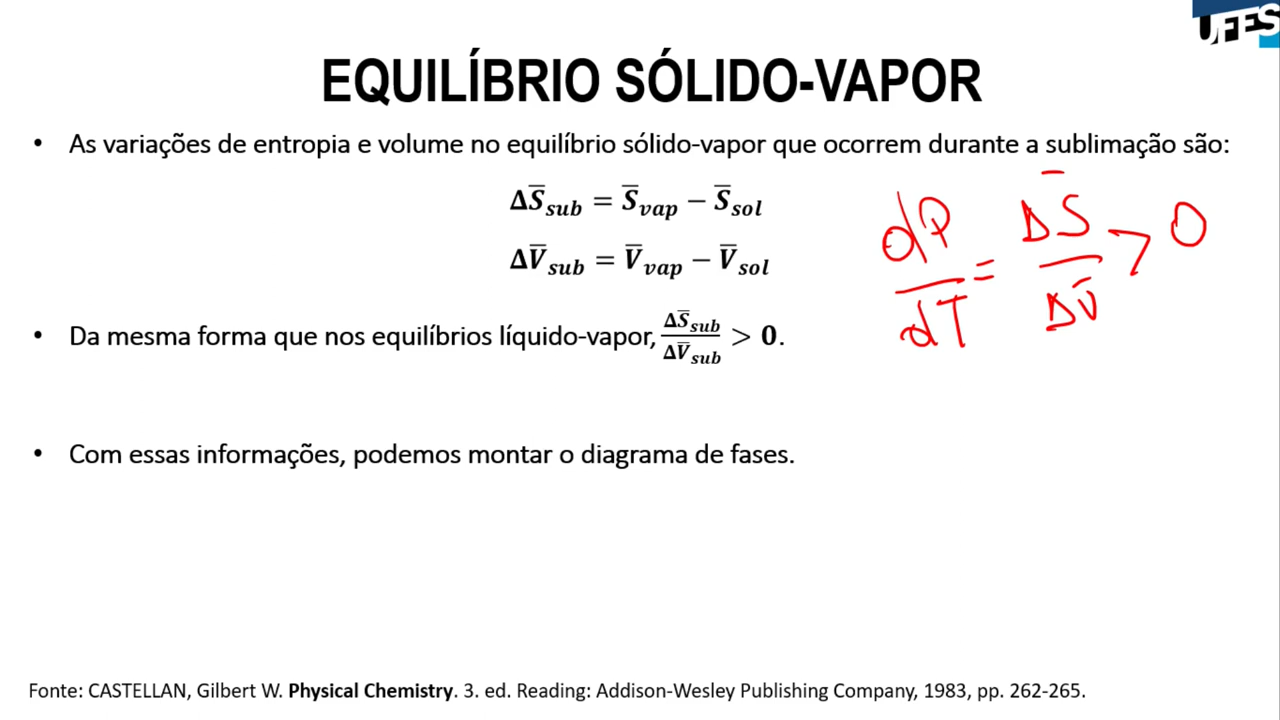 UFES
EQUILÍBRIO SÓLIDO-VAPOR
• As variações de entropia e volume no equilíbrio sólido-vapor que ocorrem durante a sublimação são:
ΔS̅sub = S̅vap − S̅sol
ΔV̅sub = V̅vap − V̅sol
dP/dT = ΔS̅/ΔV̅ > 0
• Da mesma forma que nos equilíbrios líquido-vapor, ΔS̅sub/ΔV̅sub > 0.
• Com essas informações, podemos montar o diagrama de fases.
Fonte: CASTELLAN, Gilbert W. Physical Chemistry. 3. ed. Reading: Addison-Wesley Publishing Company, 1983, pp. 262-265.